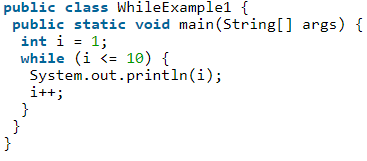 public class WhileExample1 {
 public static void main(String[] args) {
  int i = 1;
  while (i <= 10) {
   System.out.println(i);
   i++;
  }
 }
}